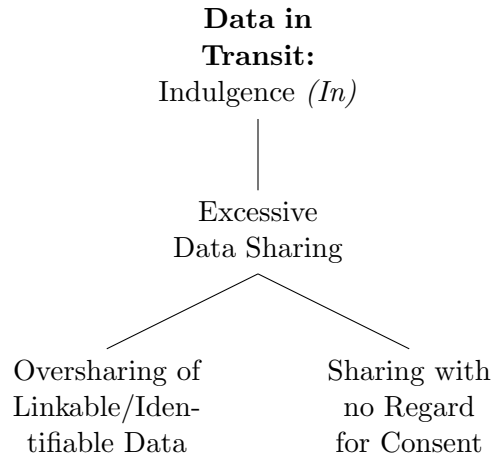 Data in
Transit:
Indulgence (In)
Excessive
Data Sharing
Oversharing of
Linkable/Iden-
tifiable Data
Sharing with
no Regard
for Consent